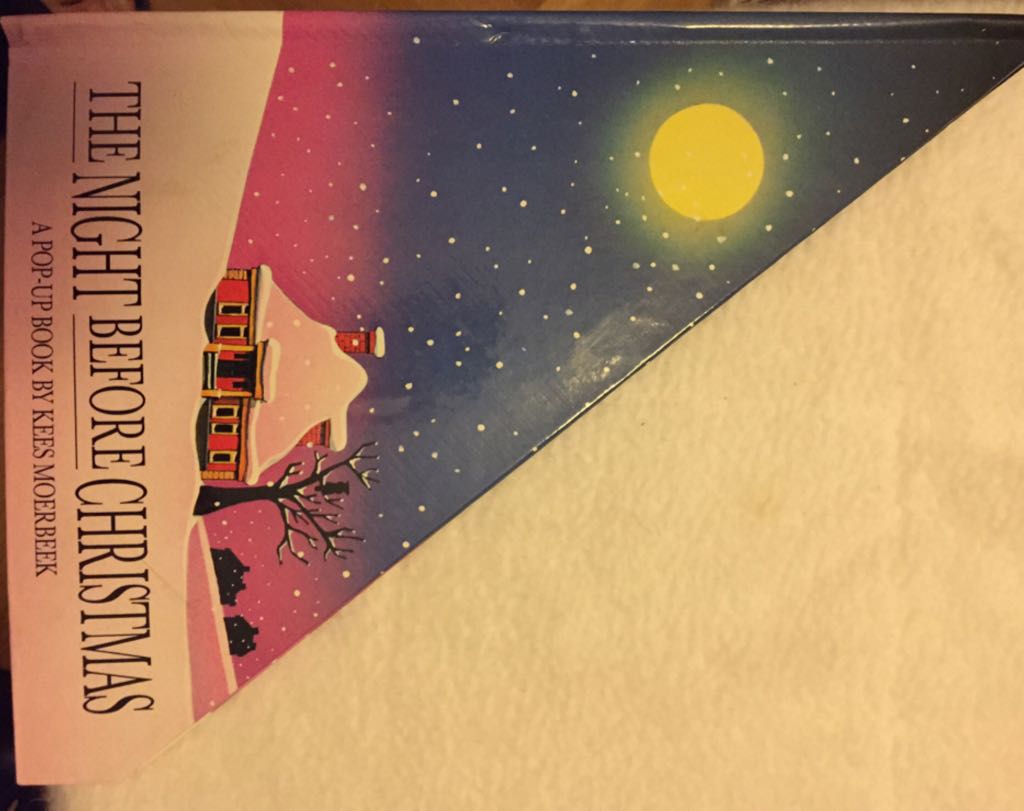 THE NIGHT BEFORE CHRISTMAS
A POP-UP BOOK BY KEES MOERBEEK